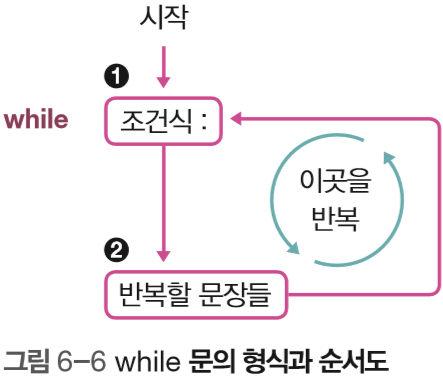 시작
❶
while 조건식 :
이곳을
반복
❷
반복할 문장들
그림 6-6 while 문의 형식과 순서도